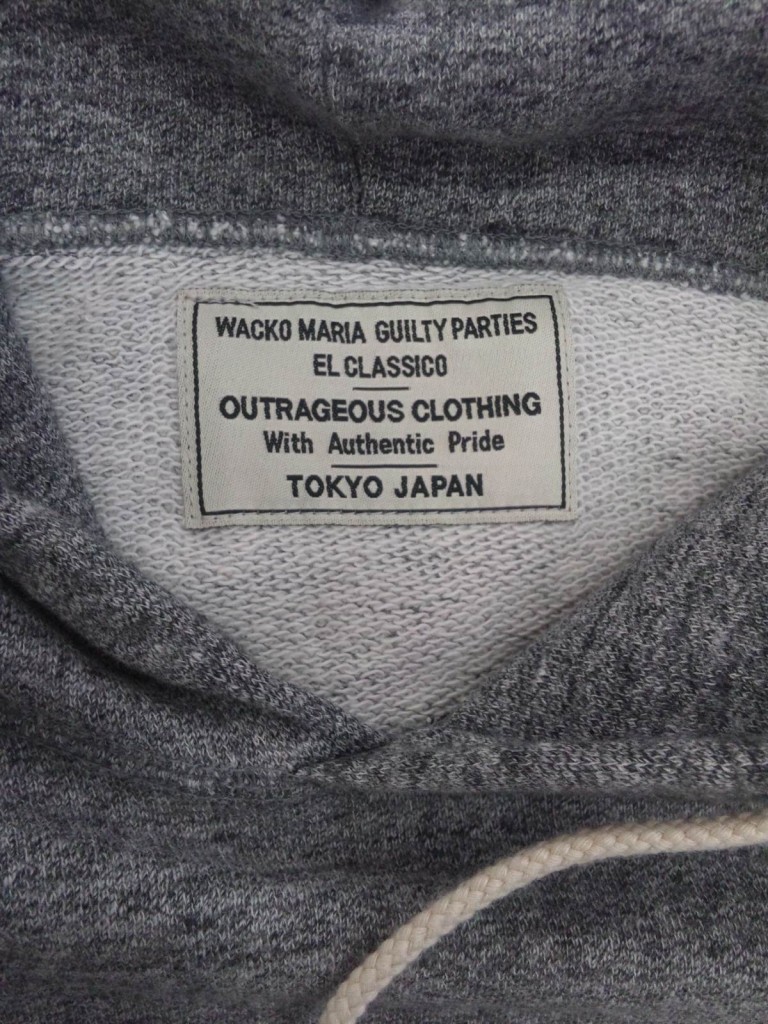 WACKO MARIA GUILTY PARTIES
EL CLASSICO
OUTRAGEOUS CLOTHING
With Authentic Pride
TOKYO JAPAN